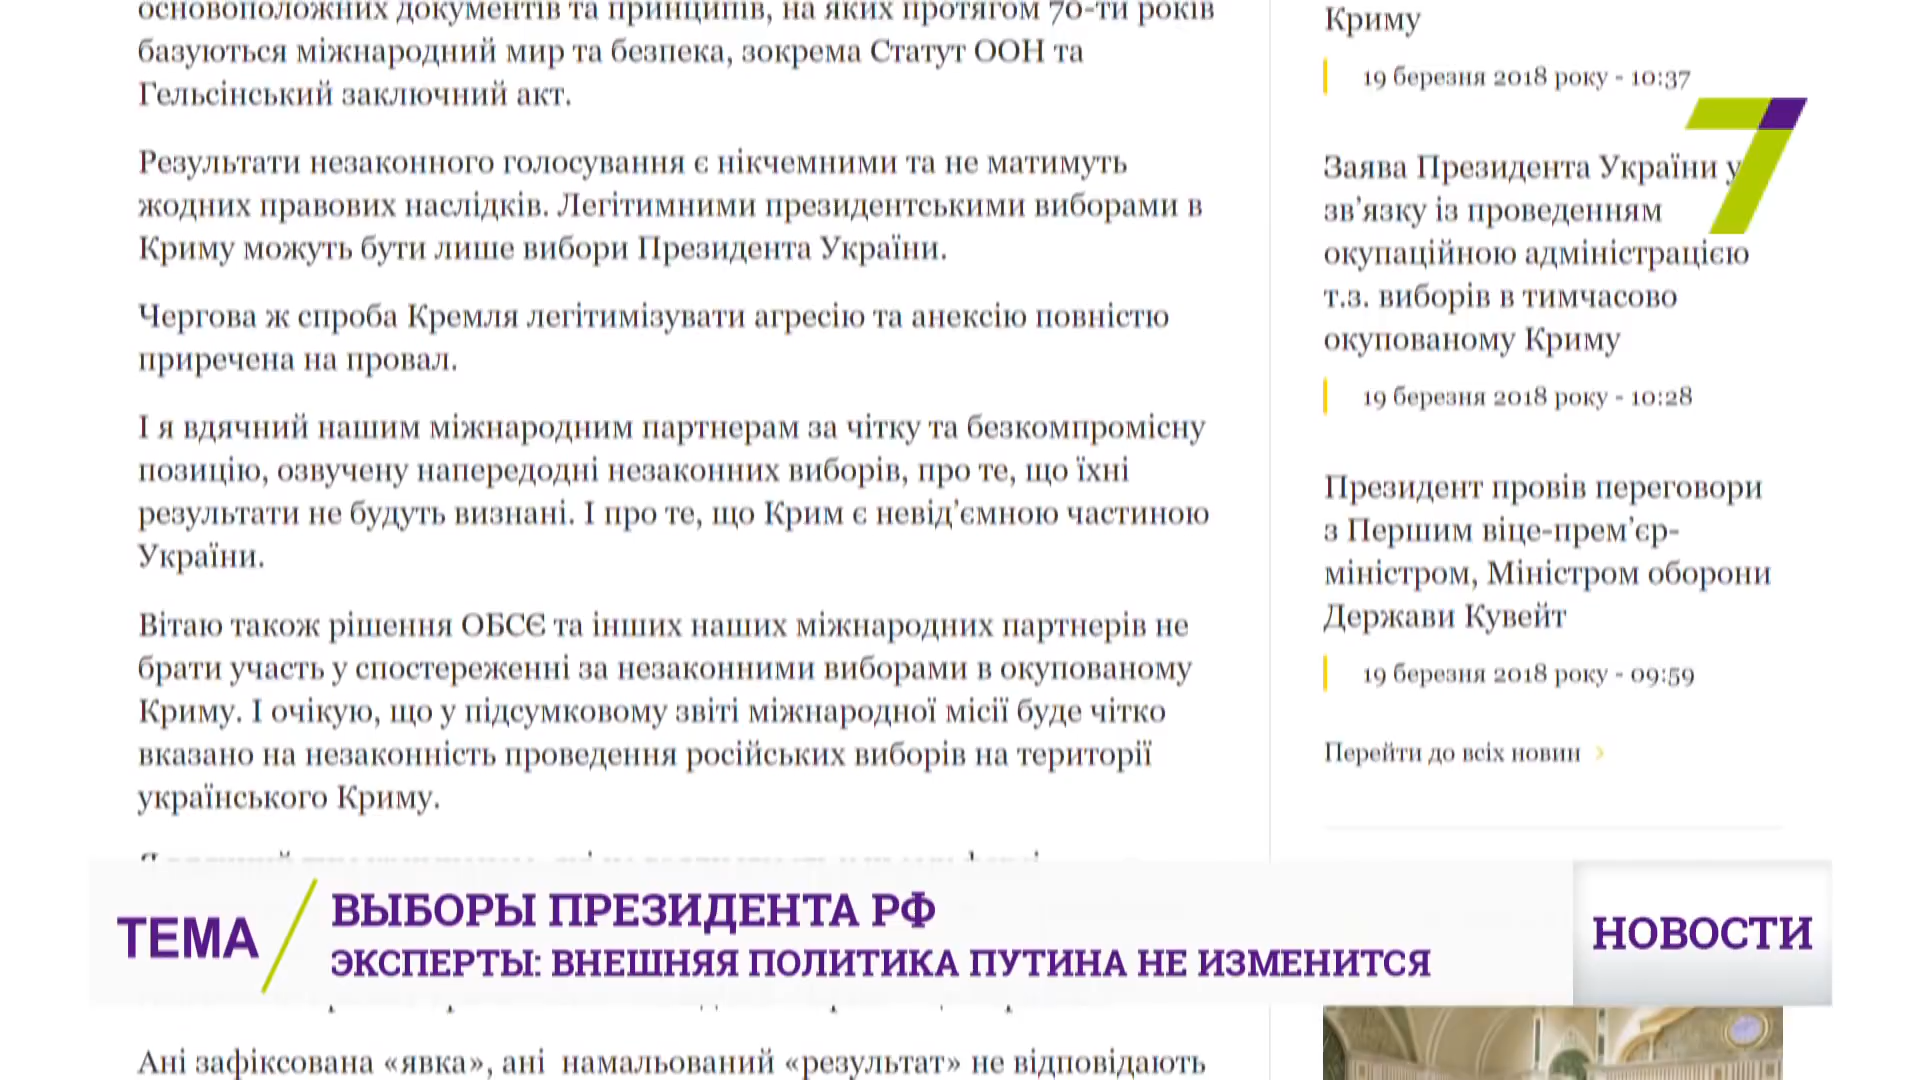 основоположних документів та принципів, на яких протягом 70-ти років
базуються міжнародний мир та безпека, зокрема Статут ООН та
Гельсінський заключний акт.
Результати незаконного голосування є нікчемними та не матимуть
жодних правових наслідків. Легітимними президентськими виборами в
Криму можуть бути лише вибори Президента України.
Чергова ж спроба Кремля легітимізувати агресію та анексію повністю
приречена на провал.
І я вдячний нашим міжнародним партнерам за чітку та безкомпромісну
позицію, озвучену напередодні незаконних виборів, про те, що їхні
результати не будуть визнані. І про те, що Крим є невід’ємною частиною
України.
Вітаю також рішення ОБСЄ та інших наших міжнародних партнерів не
брати участь у спостереженні за незаконними виборами в окупованому
Криму. І очікую, що у підсумковому звіті міжнародної місії буде чітко
вказано на незаконність проведення російських виборів на території
українського Криму.
Ані зафіксована «явка», ані намальований «результат» не відповідають
Криму
19 березня 2018 року - 10:37
7
Заява Президента України у
зв’язку із проведенням
окупаційною адміністрацією
т.з. виборів в тимчасово
окупованому Криму
19 березня 2018 року - 10:28
Президент провів переговори
з Першим віце-прем’єр-
міністром, Міністром оборони
Держави Кувейт
19 березня 2018 року - 09:59
Перейти до всіх новин ›
ТЕМА
ВЫБОРЫ ПРЕЗИДЕНТА РФ
ЭКСПЕРТЫ: ВНЕШНЯЯ ПОЛИТИКА ПУТИНА НЕ ИЗМЕНИТСЯ
НОВОСТИ